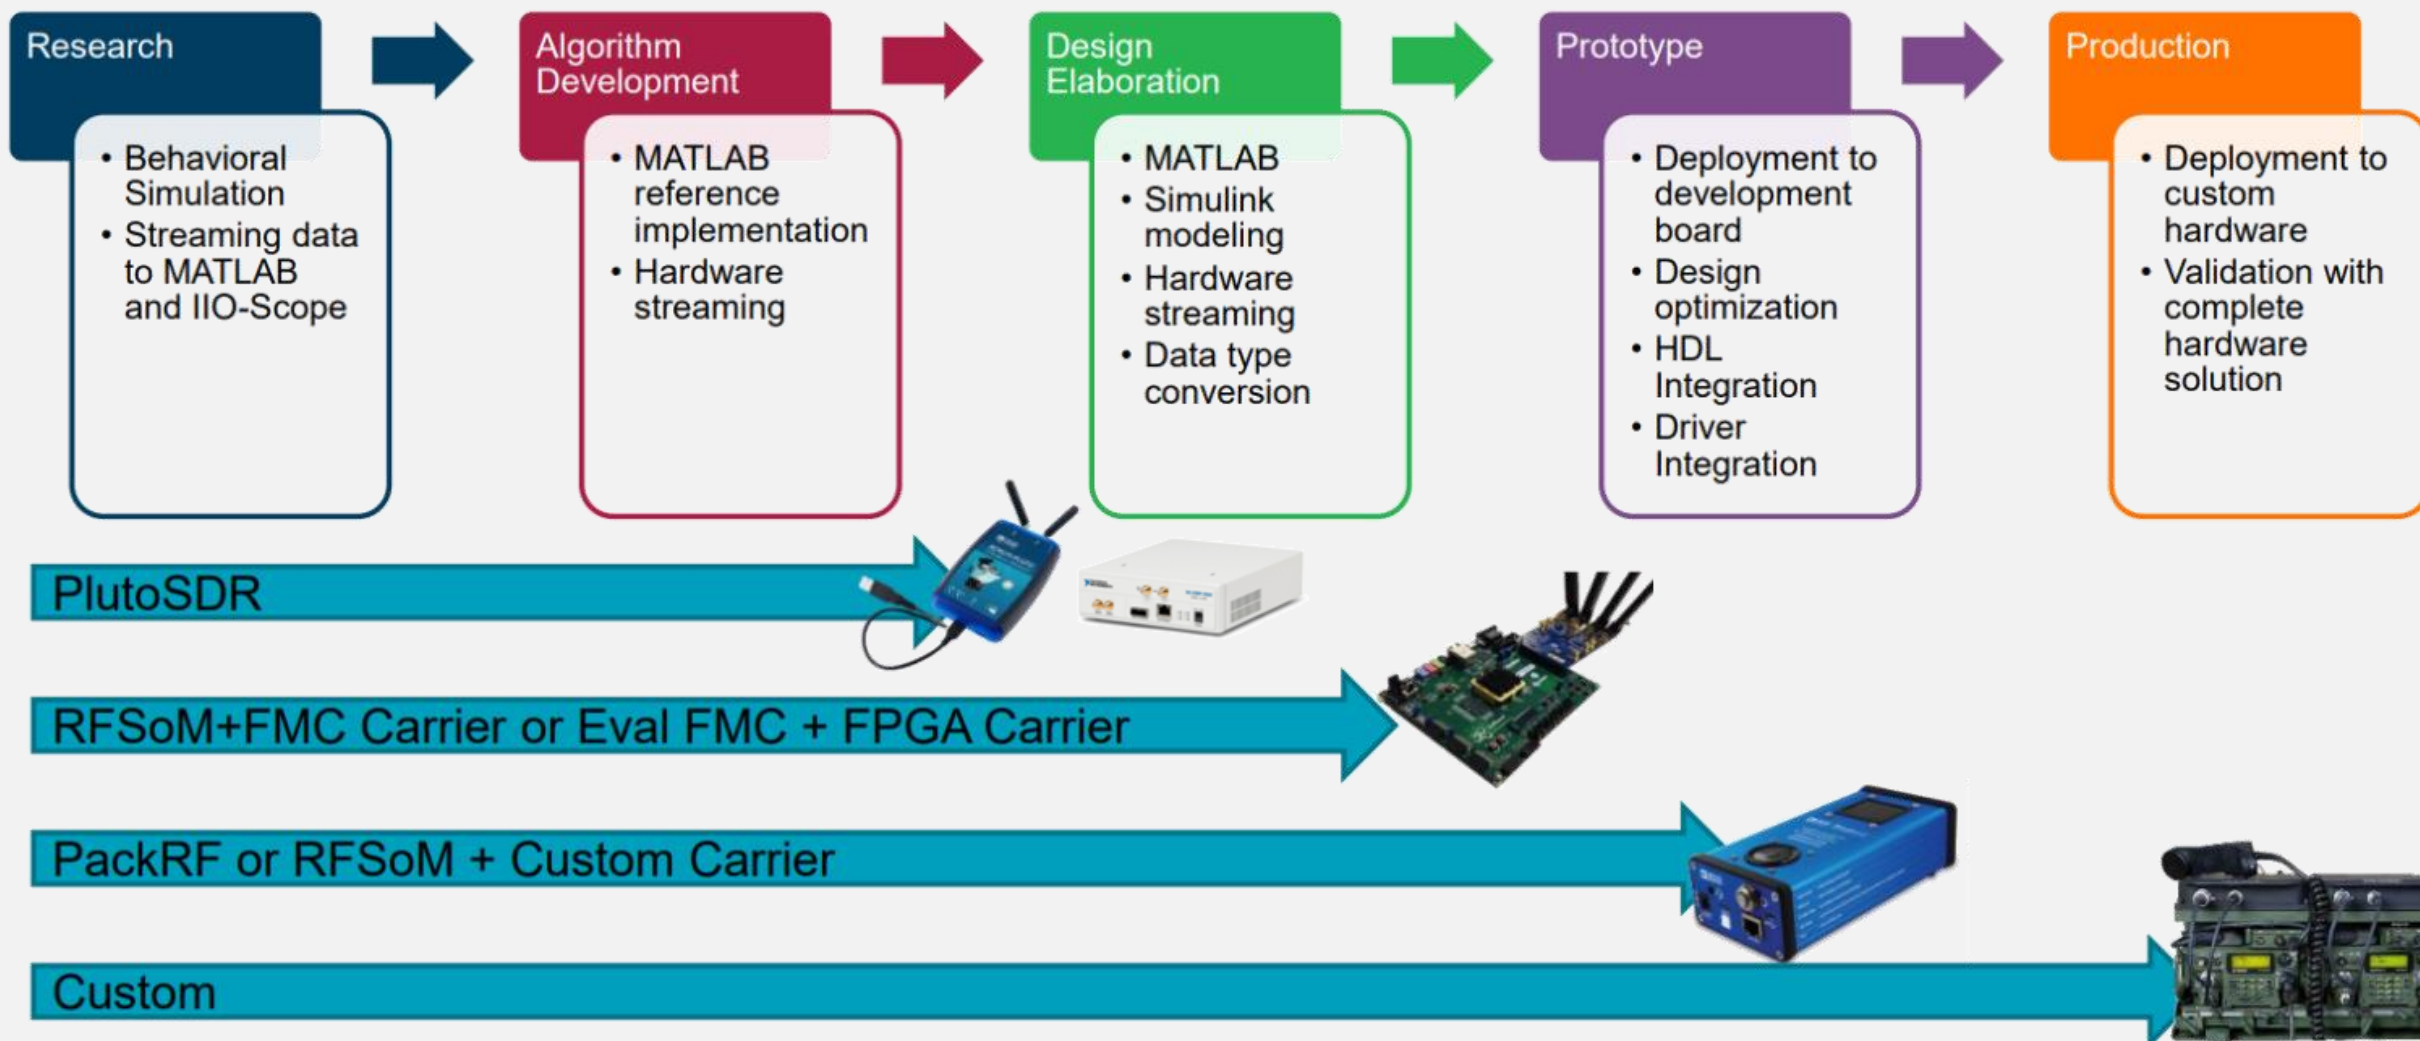 Research
Algorithm
Development
Design
Elaboration
Prototype
Production
• Behavioral
Simulation
• Streaming data
to MATLAB
and IIO-Scope
• MATLAB
reference
implementation
• Hardware
streaming
• MATLAB
• Simulink
modeling
• Hardware
streaming
• Data type
conversion
• Deployment to
development
board
• Design
optimization
• HDL
Integration
• Driver
Integration
• Deployment to
custom
hardware
• Validation with
complete
hardware
solution
PlutoSDR
RFSoM+FMC Carrier or Eval FMC + FPGA Carrier
PackRF or RFSoM + Custom Carrier
Custom